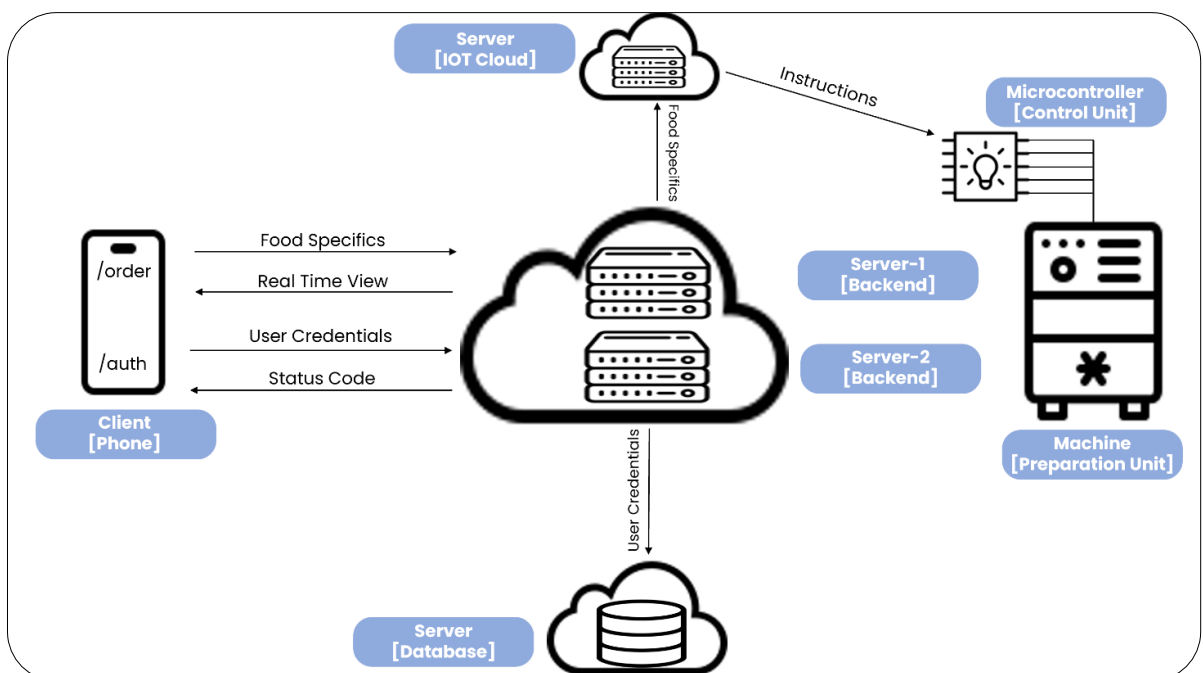 Server
[IOT Cloud]
Instructions
Microcontroller
[Control Unit]
Food Specifics
/order
/auth
Client
[Phone]
Food Specifics
Real Time View
User Credentials
Status Code
Server-1
[Backend]
Server-2
[Backend]
Machine
[Preparation Unit]
User Credentials
Server
[Database]